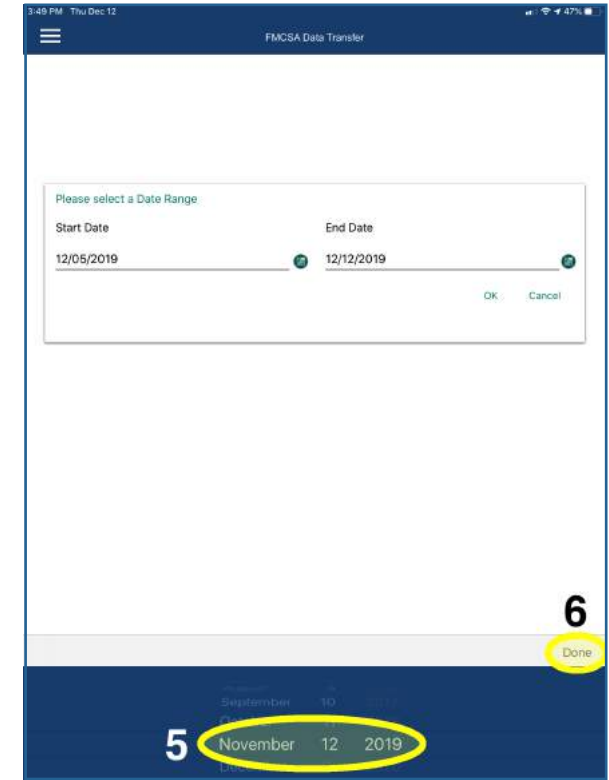 3:49 PM Thu Dec 12 47%
FMCSA Data Transfer
Please select a Date Range
Start Date End Date
12/05/2019 12/12/2019
OK Cancel
6
Done
September 10
November 12 2019
5